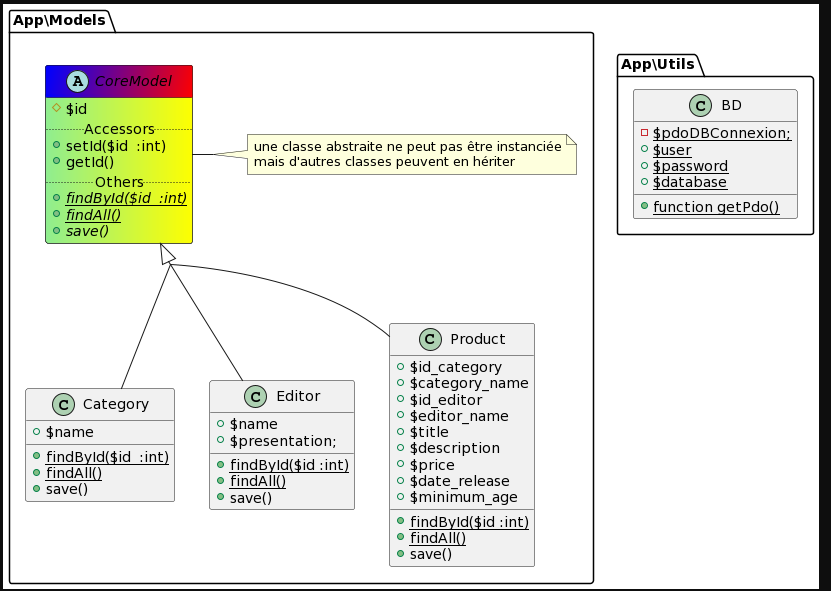 App\Models
A CoreModel
$id
Accessors
setId($id :int)
getId()
Others
findById($id :int)
findAll()
save()
une classe abstraite ne peut pas être instanciée
mais d'autres classes peuvent en hériter
C Category
$name
findById($id :int)
findAll()
save()
C Editor
$name
$presentation;
findById($id :int)
findAll()
save()
C Product
$id_category
$category_name
$id_editor
$editor_name
$title
$description
$price
$date_release
$minimum_age
findById($id :int)
findAll()
save()
App\Utils
C BD
$pdoDBConnexion;
$user
$password
$database
function getPdo()